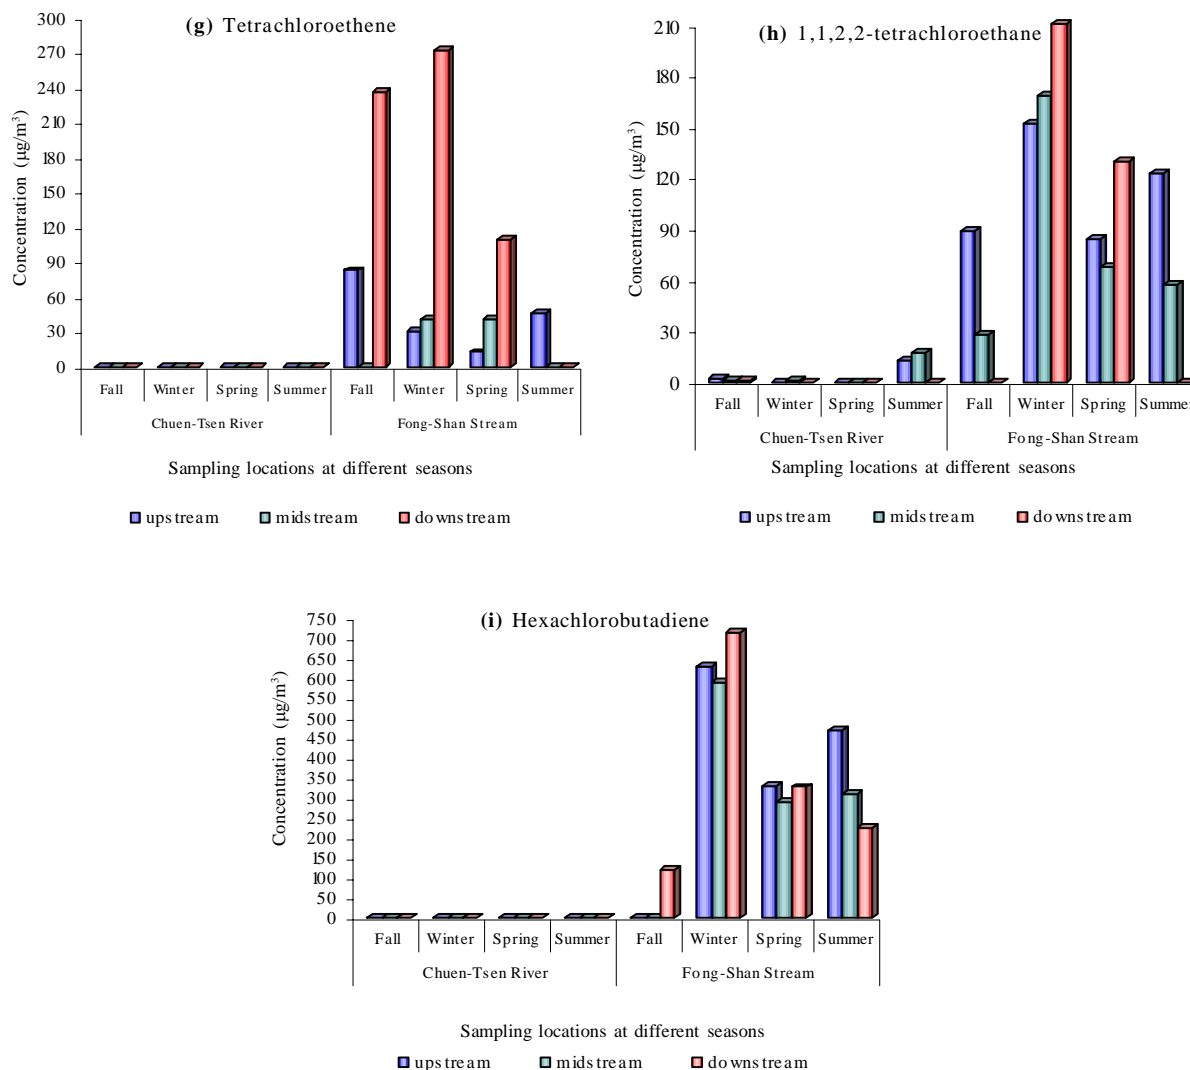 (g) Tetrachloroethene
Concentration (µg/m³)
300
270
240
210
180
150
120
90
60
30
0
Fall Winter Spring Summer Fall Winter Spring Summer
Chuen-Tsen River Fong-Shan Stream
Sampling locations at different seasons
upstream midstream downstream
(h) 1,1,2,2-tetrachloroethane
Concentration (µg/m³)
210
180
150
120
90
60
30
0
Fall Winter Spring Summer Fall Winter Spring Summer
Chuen-Tsen River Fong-Shan Stream
Sampling locations at different seasons
upstream midstream downstream
(i) Hexachlorobutadiene
Concentration (µg/m³)
750
700
650
600
550
500
450
400
350
300
250
200
150
100
50
0
Fall Winter Spring Summer Fall Winter Spring Summer
Chuen-Tsen River Fong-Shan Stream
Sampling locations at different seasons
upstream midstream downstream